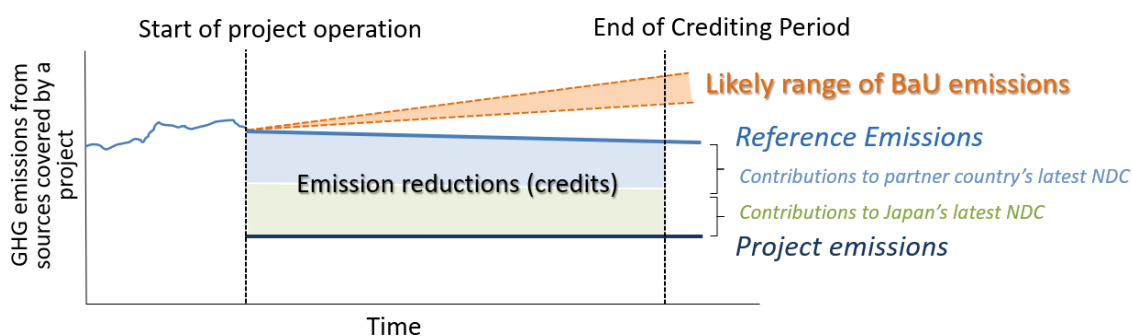 Start of project operation
End of Crediting Period
GHG emissions from
sources covered by a
project
Likely range of BaU emissions
Reference Emissions
Contributions to partner country's latest NDC
Emission reductions (credits)
Contributions to Japan's latest NDC
Project emissions
Time